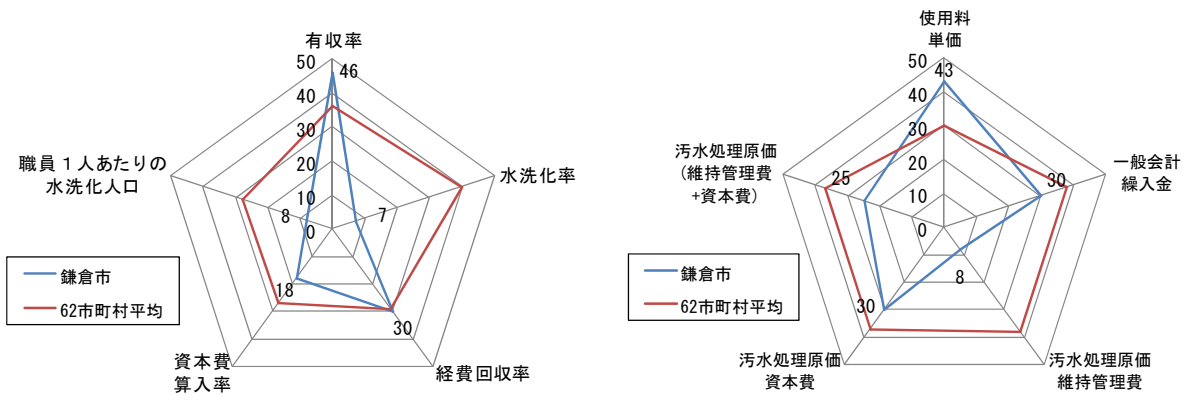 有収率
50
46
40
30
20
10
0
水洗化率
7
経費回収率
30
資本費
算入率
18
職員１人あたりの
水洗化人口
8
鎌倉市
62市町村平均
使用料
単価
50
43
40
30
20
10
0
一般会計
繰入金
30
汚水処理原価
維持管理費
8
汚水処理原価
資本費
30
汚水処理原価
（維持管理費
+資本費）
25
鎌倉市
62市町村平均